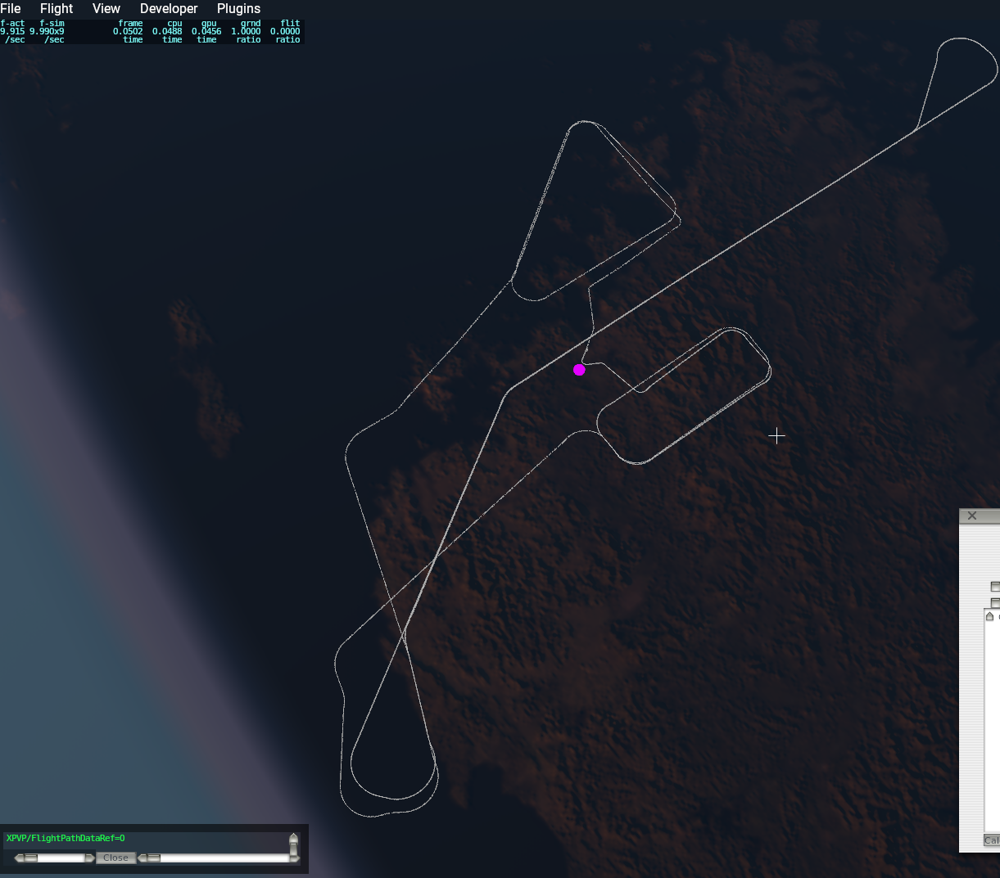 File Flight View Developer Plugins
f-act f-sim frame cpu gpu grnd flit
9.915 9.990x9 0.0502 0.0488 0.0456 1.0000 0.0000
/sec /sec time time time ratio ratio
XPVP/FlightPathDataRef=0
Close
Cal